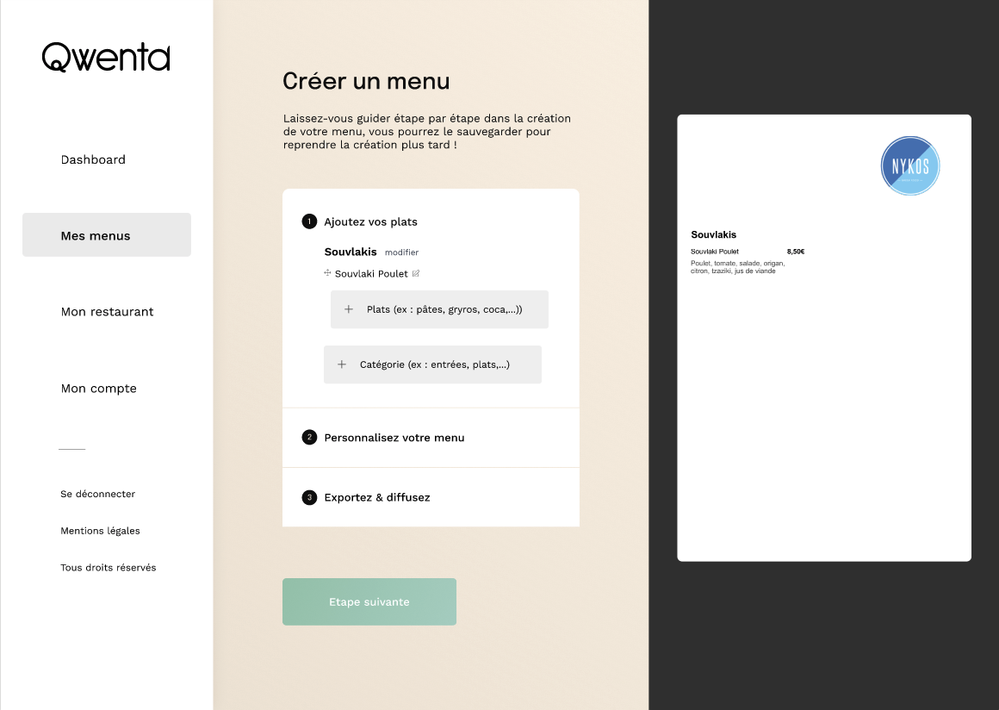 Qwenta
Dashboard
Mes menus
Mon restaurant
Mon compte
Se déconnecter
Mentions légales
Tous droits réservés
Créer un menu
Laissez-vous guider étape par étape dans la création
de votre menu, vous pourrez le sauvegarder pour
reprendre la création plus tard !
1 Ajoutez vos plats
Souvlakis modifier
Souvlaki Poulet
+ Plats (ex : pâtes, gryros, coca,...))
+ Catégorie (ex : entrées, plats,...)
2 Personnalisez votre menu
3 Exportez & diffusez
Etape suivante
NYKOS
Souvlakis
Souvlaki Poulet 8,50€
Poulet, tomate, salade, origan,
citron, tzaziki, jus de viande